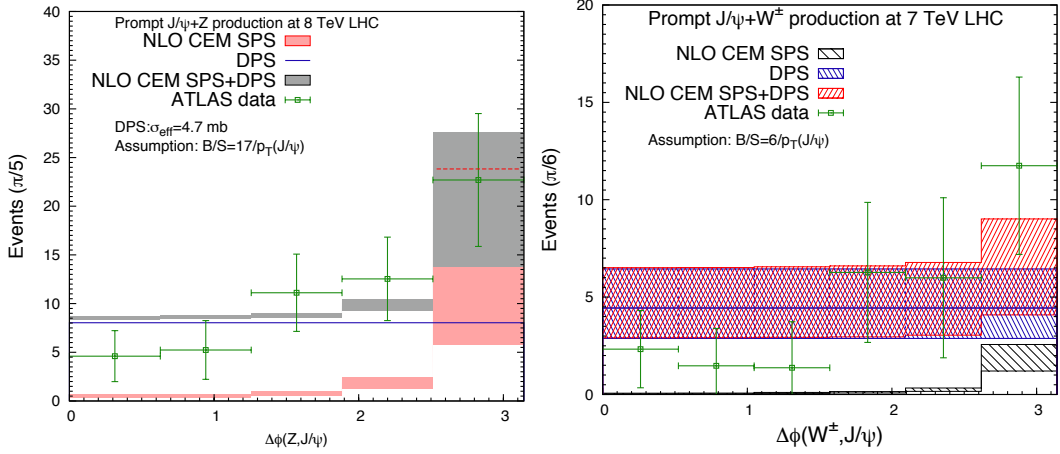 Prompt J/ψ+Z production at 8 TeV LHC
NLO CEM SPS
DPS
NLO CEM SPS+DPS
ATLAS data
DPS:σeff=4.7 mb
Assumption: B/S=17/pT(J/ψ)
Events (π/5)
0
5
10
15
20
25
30
35
40
0
1
2
3
Δϕ(Z,J/ψ)
Prompt J/ψ+W± production at 7 TeV LHC
NLO CEM SPS
DPS
NLO CEM SPS+DPS
ATLAS data
Assumption: B/S=6/pT(J/ψ)
Events (π/6)
0
5
10
15
20
0
1
2
3
Δϕ(W±,J/ψ)